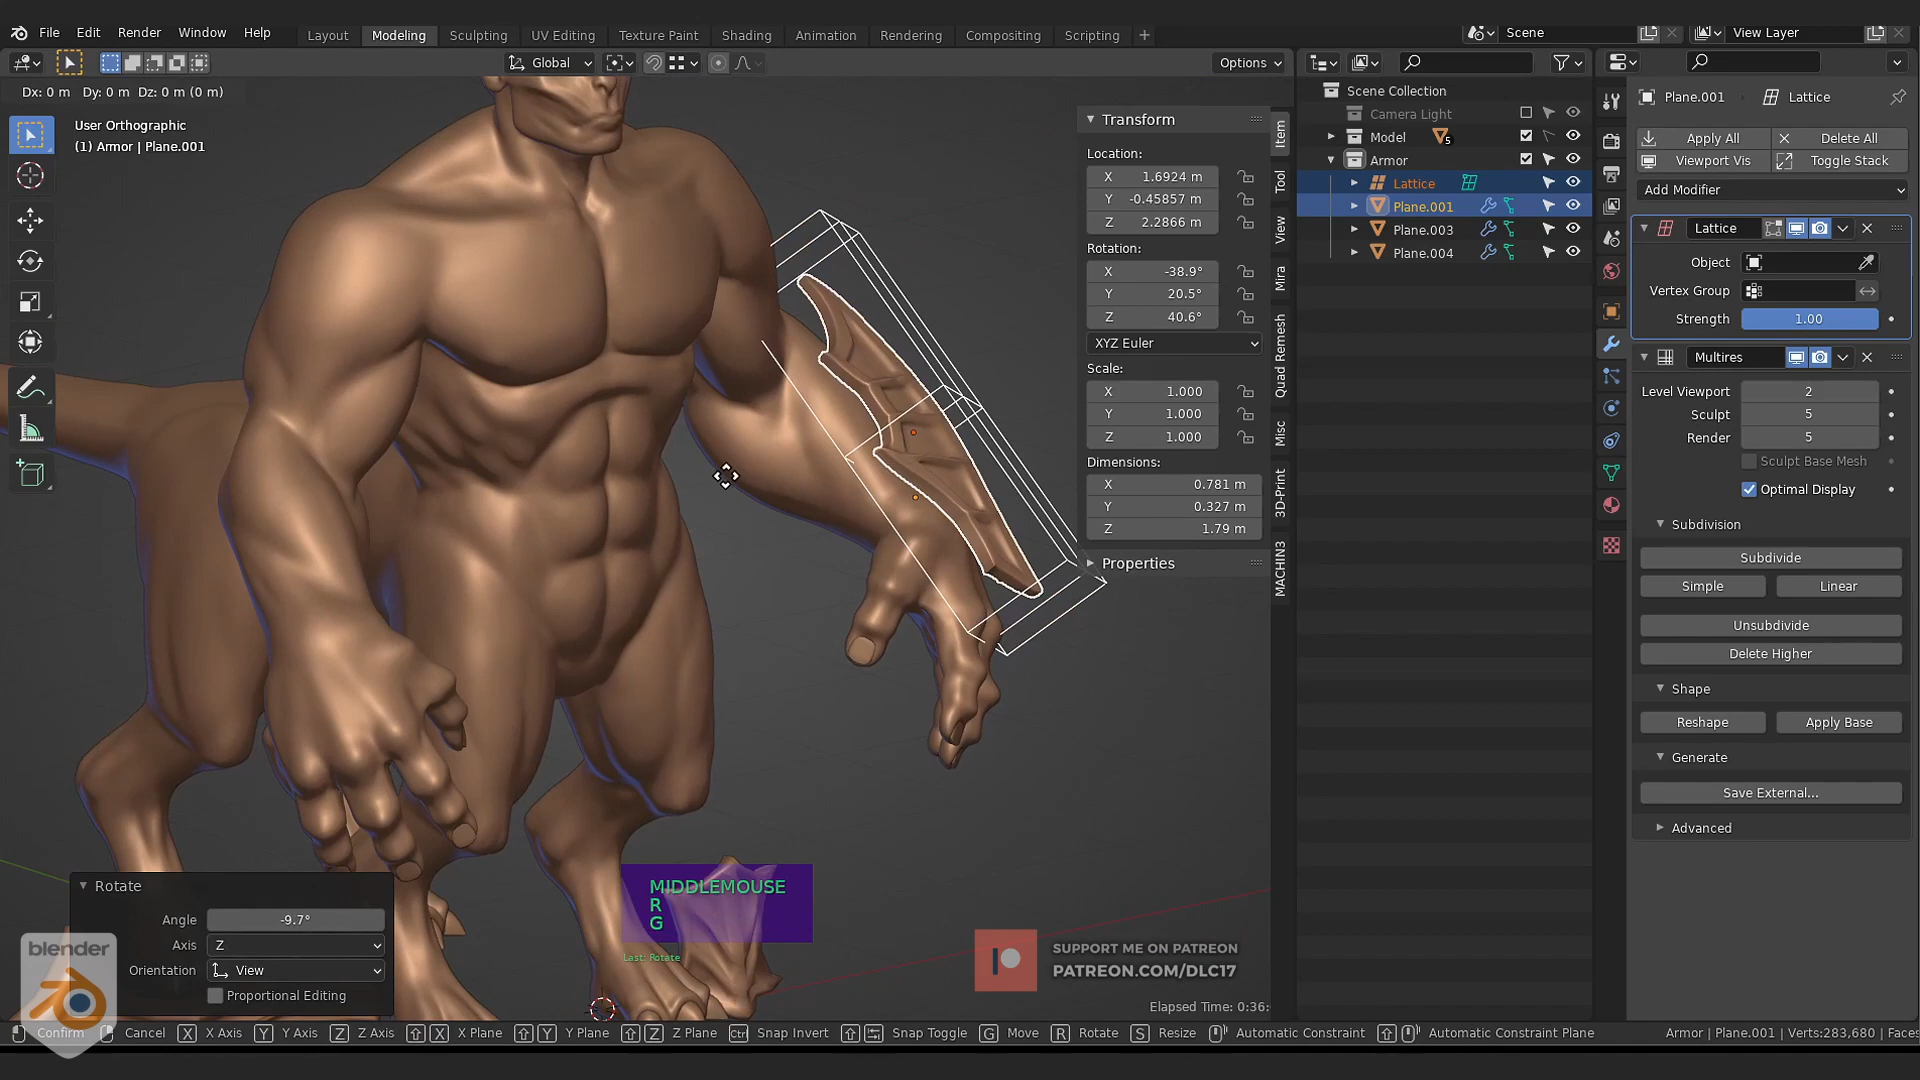 File Edit Render Window Help
Layout Modeling Sculpting UV Editing Texture Paint Shading Animation Rendering Compositing Scripting +
Scene
View Layer
Global
Options
Dx: 0 m Dy: 0 m Dz: 0 m (0 m)
User Orthographic
(1) Armor | Plane.001
Transform
Location:
X 1.6924 m
Y -0.45857 m
Z 2.2866 m
Rotation:
X -38.9°
Y 20.5°
Z 40.6°
XYZ Euler
Scale:
X 1.000
Y 1.000
Z 1.000
Dimensions:
X 0.781 m
Y 0.327 m
Z 1.79 m
Properties
Item
Tool
View
Mira
Quad Remesh
Misc
3D-Print
MACHIN3
Scene Collection
Camera Light
Model 5
Armor
Lattice
Plane.001
Plane.003
Plane.004
Plane.001 Lattice
Apply All Delete All
Viewport Vis Toggle Stack
Add Modifier
Lattice
Object
Vertex Group
Strength 1.00
Multires
Level Viewport 2
Sculpt 5
Render 5
Sculpt Base Mesh
Optimal Display
Subdivision
Subdivide
Simple Linear
Unsubdivide
Delete Higher
Shape
Reshape Apply Base
Generate
Save External...
Advanced
Rotate
Angle -9.7°
Axis Z
Orientation View
Proportional Editing
blender
MIDDLEMOUSE
R
G
Last: Rotate
SUPPORT ME ON PATREON
PATREON.COM/DLC17
Elapsed Time: 0:36:
Confirm Cancel X X Axis Y Y Axis Z Z Axis X X Plane Y Y Plane Z Z Plane Ctrl Snap Invert Snap Toggle G Move R Rotate S Resize Automatic Constraint Automatic Constraint Plane Armor | Plane.001 | Verts:283,680 | Faces